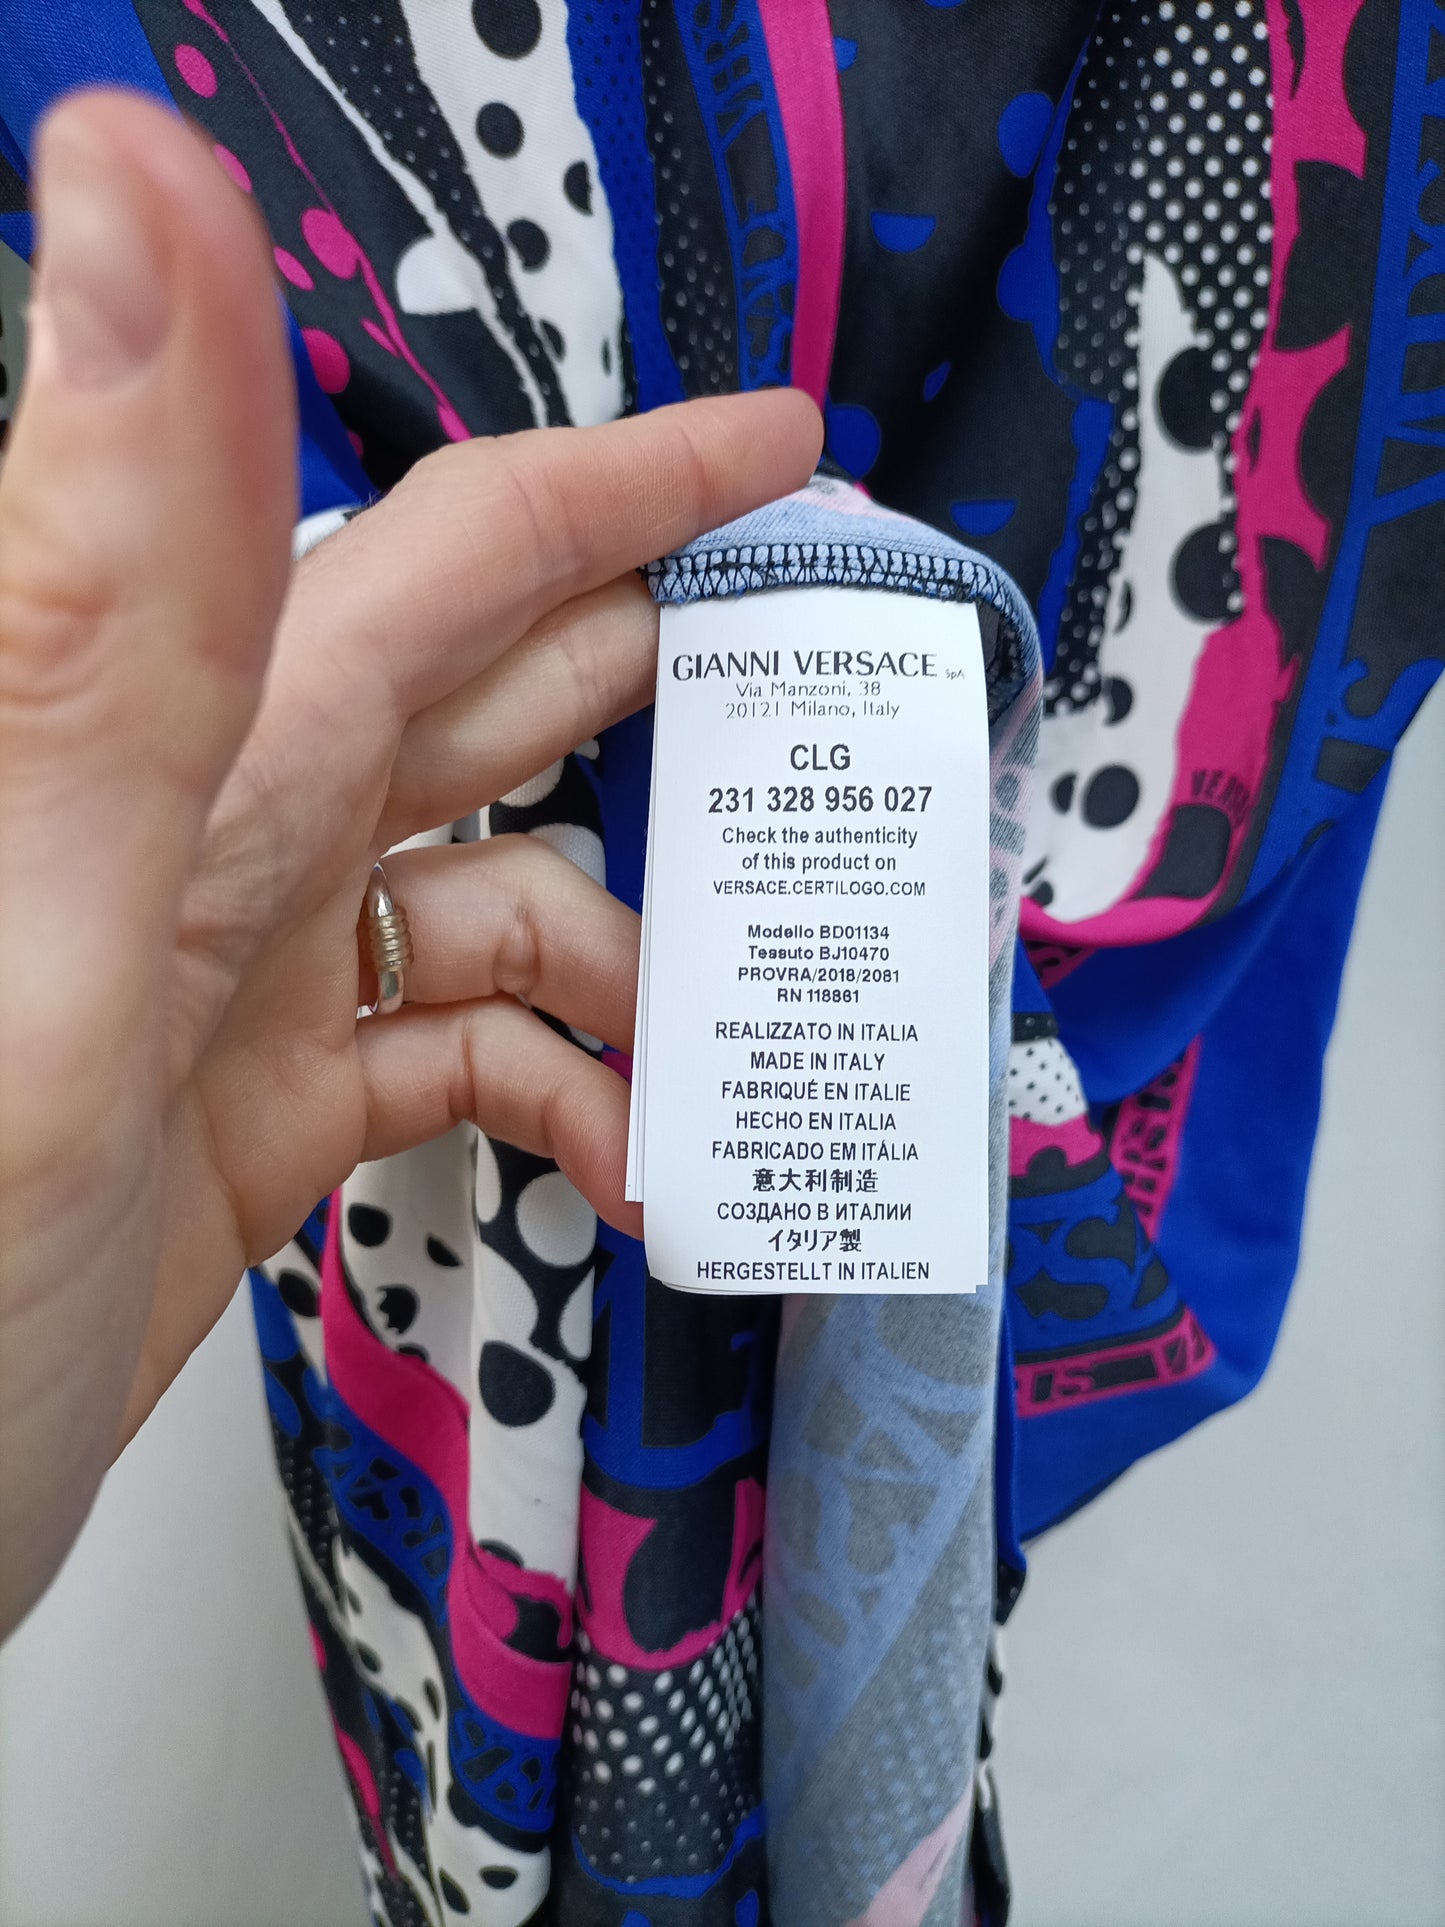 GIANNI VERSACE SpA
Via Manzoni, 38
20121 Milano, Italy
CLG
231 328 956 027
Check the authenticity
of this product on
VERSACE.CERTILOGO.COM
Modello BD01134
Tessuto BJ10470
PROVRA/2018/2081
RN 118861
REALIZZATO IN ITALIA
MADE IN ITALY
FABRIQUÉ EN ITALIE
HECHO EN ITALIA
FABRICADO EM ITÁLIA
意大利制造
СОЗДАНО В ИТАЛИИ
イタリア製
HERGESTELLT IN ITALIEN